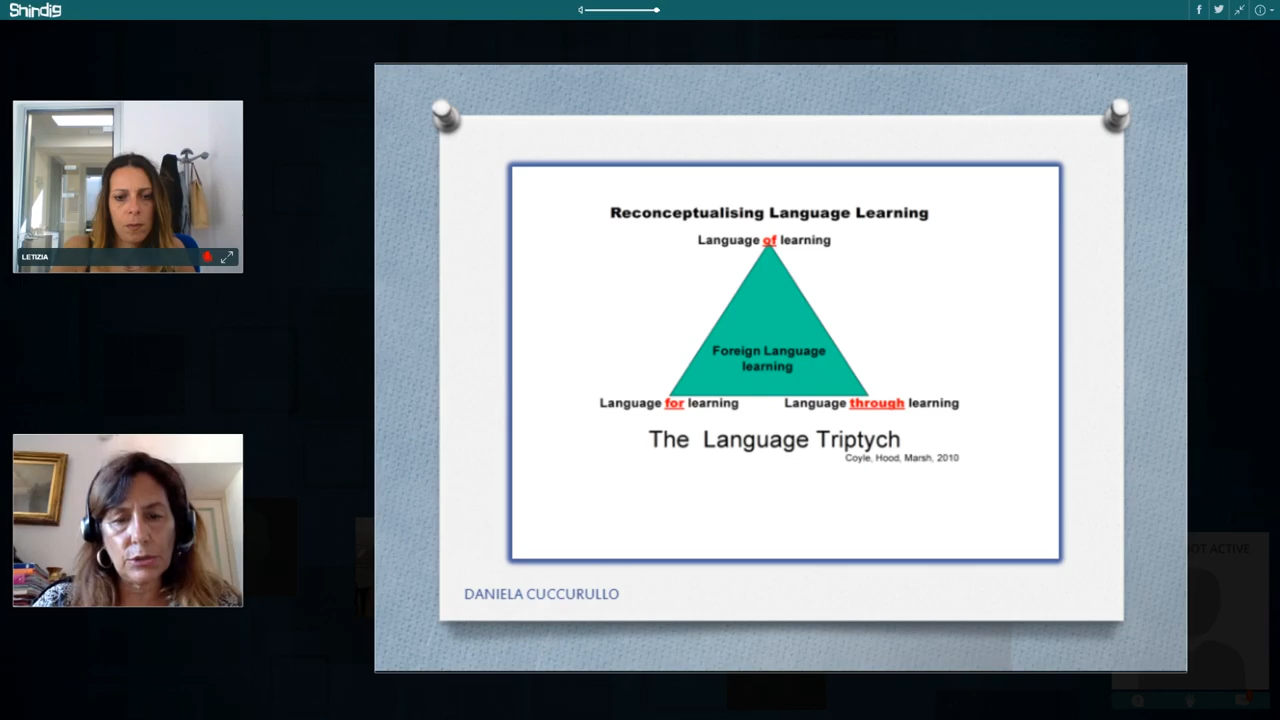 Shindig
LETIZIA
Reconceptualising Language Learning
Language of learning
Foreign Language
learning
Language for learning
Language through learning
The Language Triptych
Coyle, Hood, Marsh, 2010
DANIELA CUCCURULLO
ACTIVE